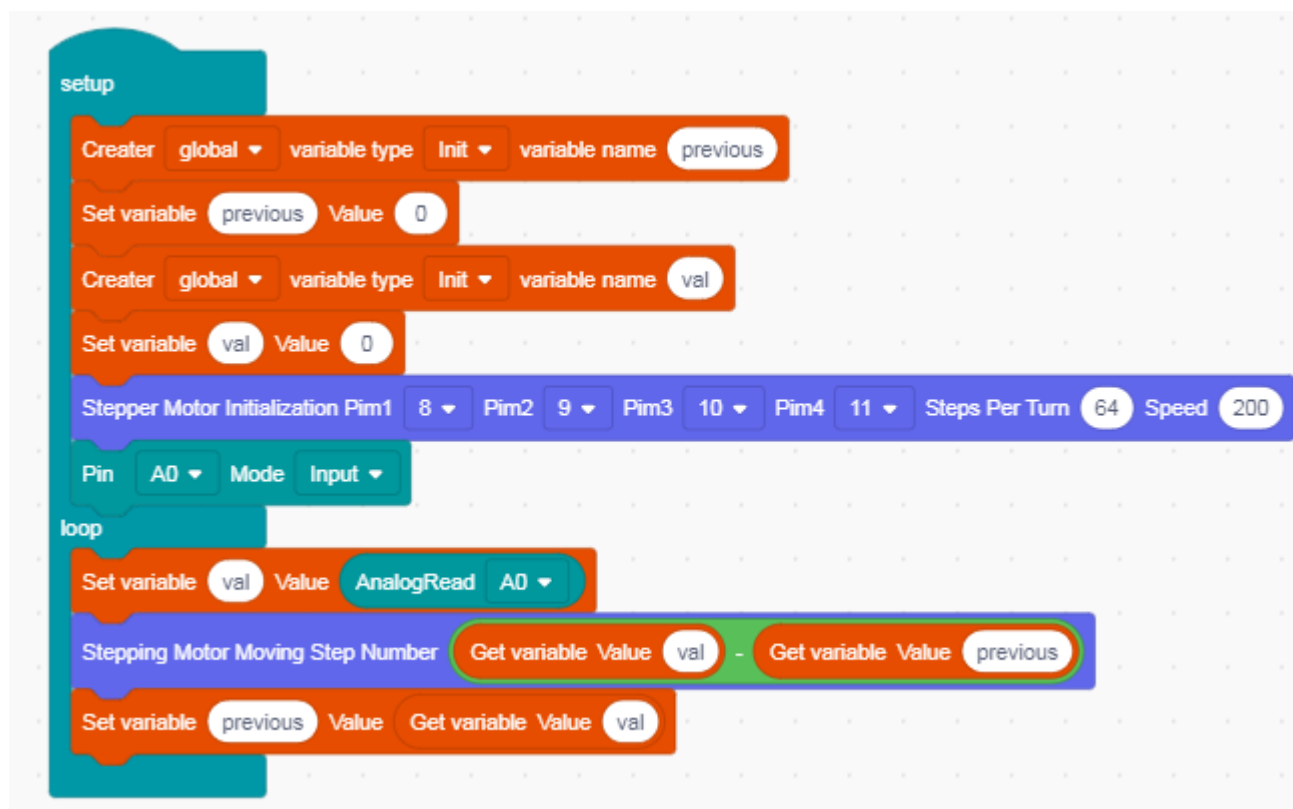 setup
Creater global variable type Init variable name previous
Set variable previous Value 0
Creater global variable type Init variable name val
Set variable val Value 0
Stepper Motor Initialization Pim1 8 Pim2 9 Pim3 10 Pim4 11 Steps Per Turn 64 Speed 200
Pin A0 Mode Input
loop
Set variable val Value AnalogRead A0
Stepping Motor Moving Step Number Get variable Value val - Get variable Value previous
Set variable previous Value Get variable Value val